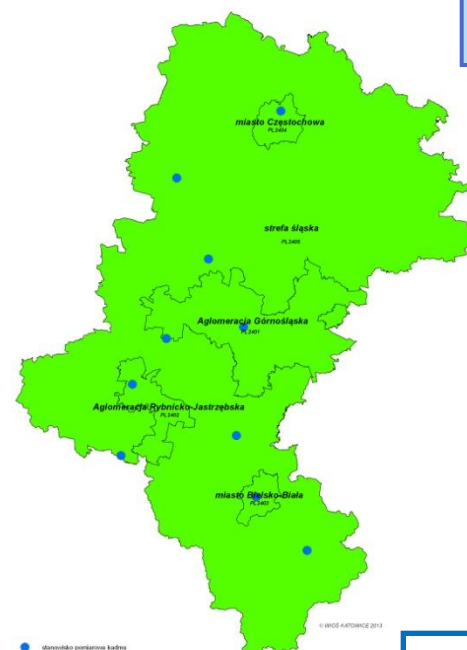 miasto Częstochowa
PL2404
strefa śląska
PL2405
Aglomeracja Górnośląska
PL2401
Aglomeracja Rybnicko-Jastrzębska
PL2402
miasto Bielsko-Biała
PL2403
© WIOŚ KATOWICE 2013
stanowisko pomiarowe kadmu